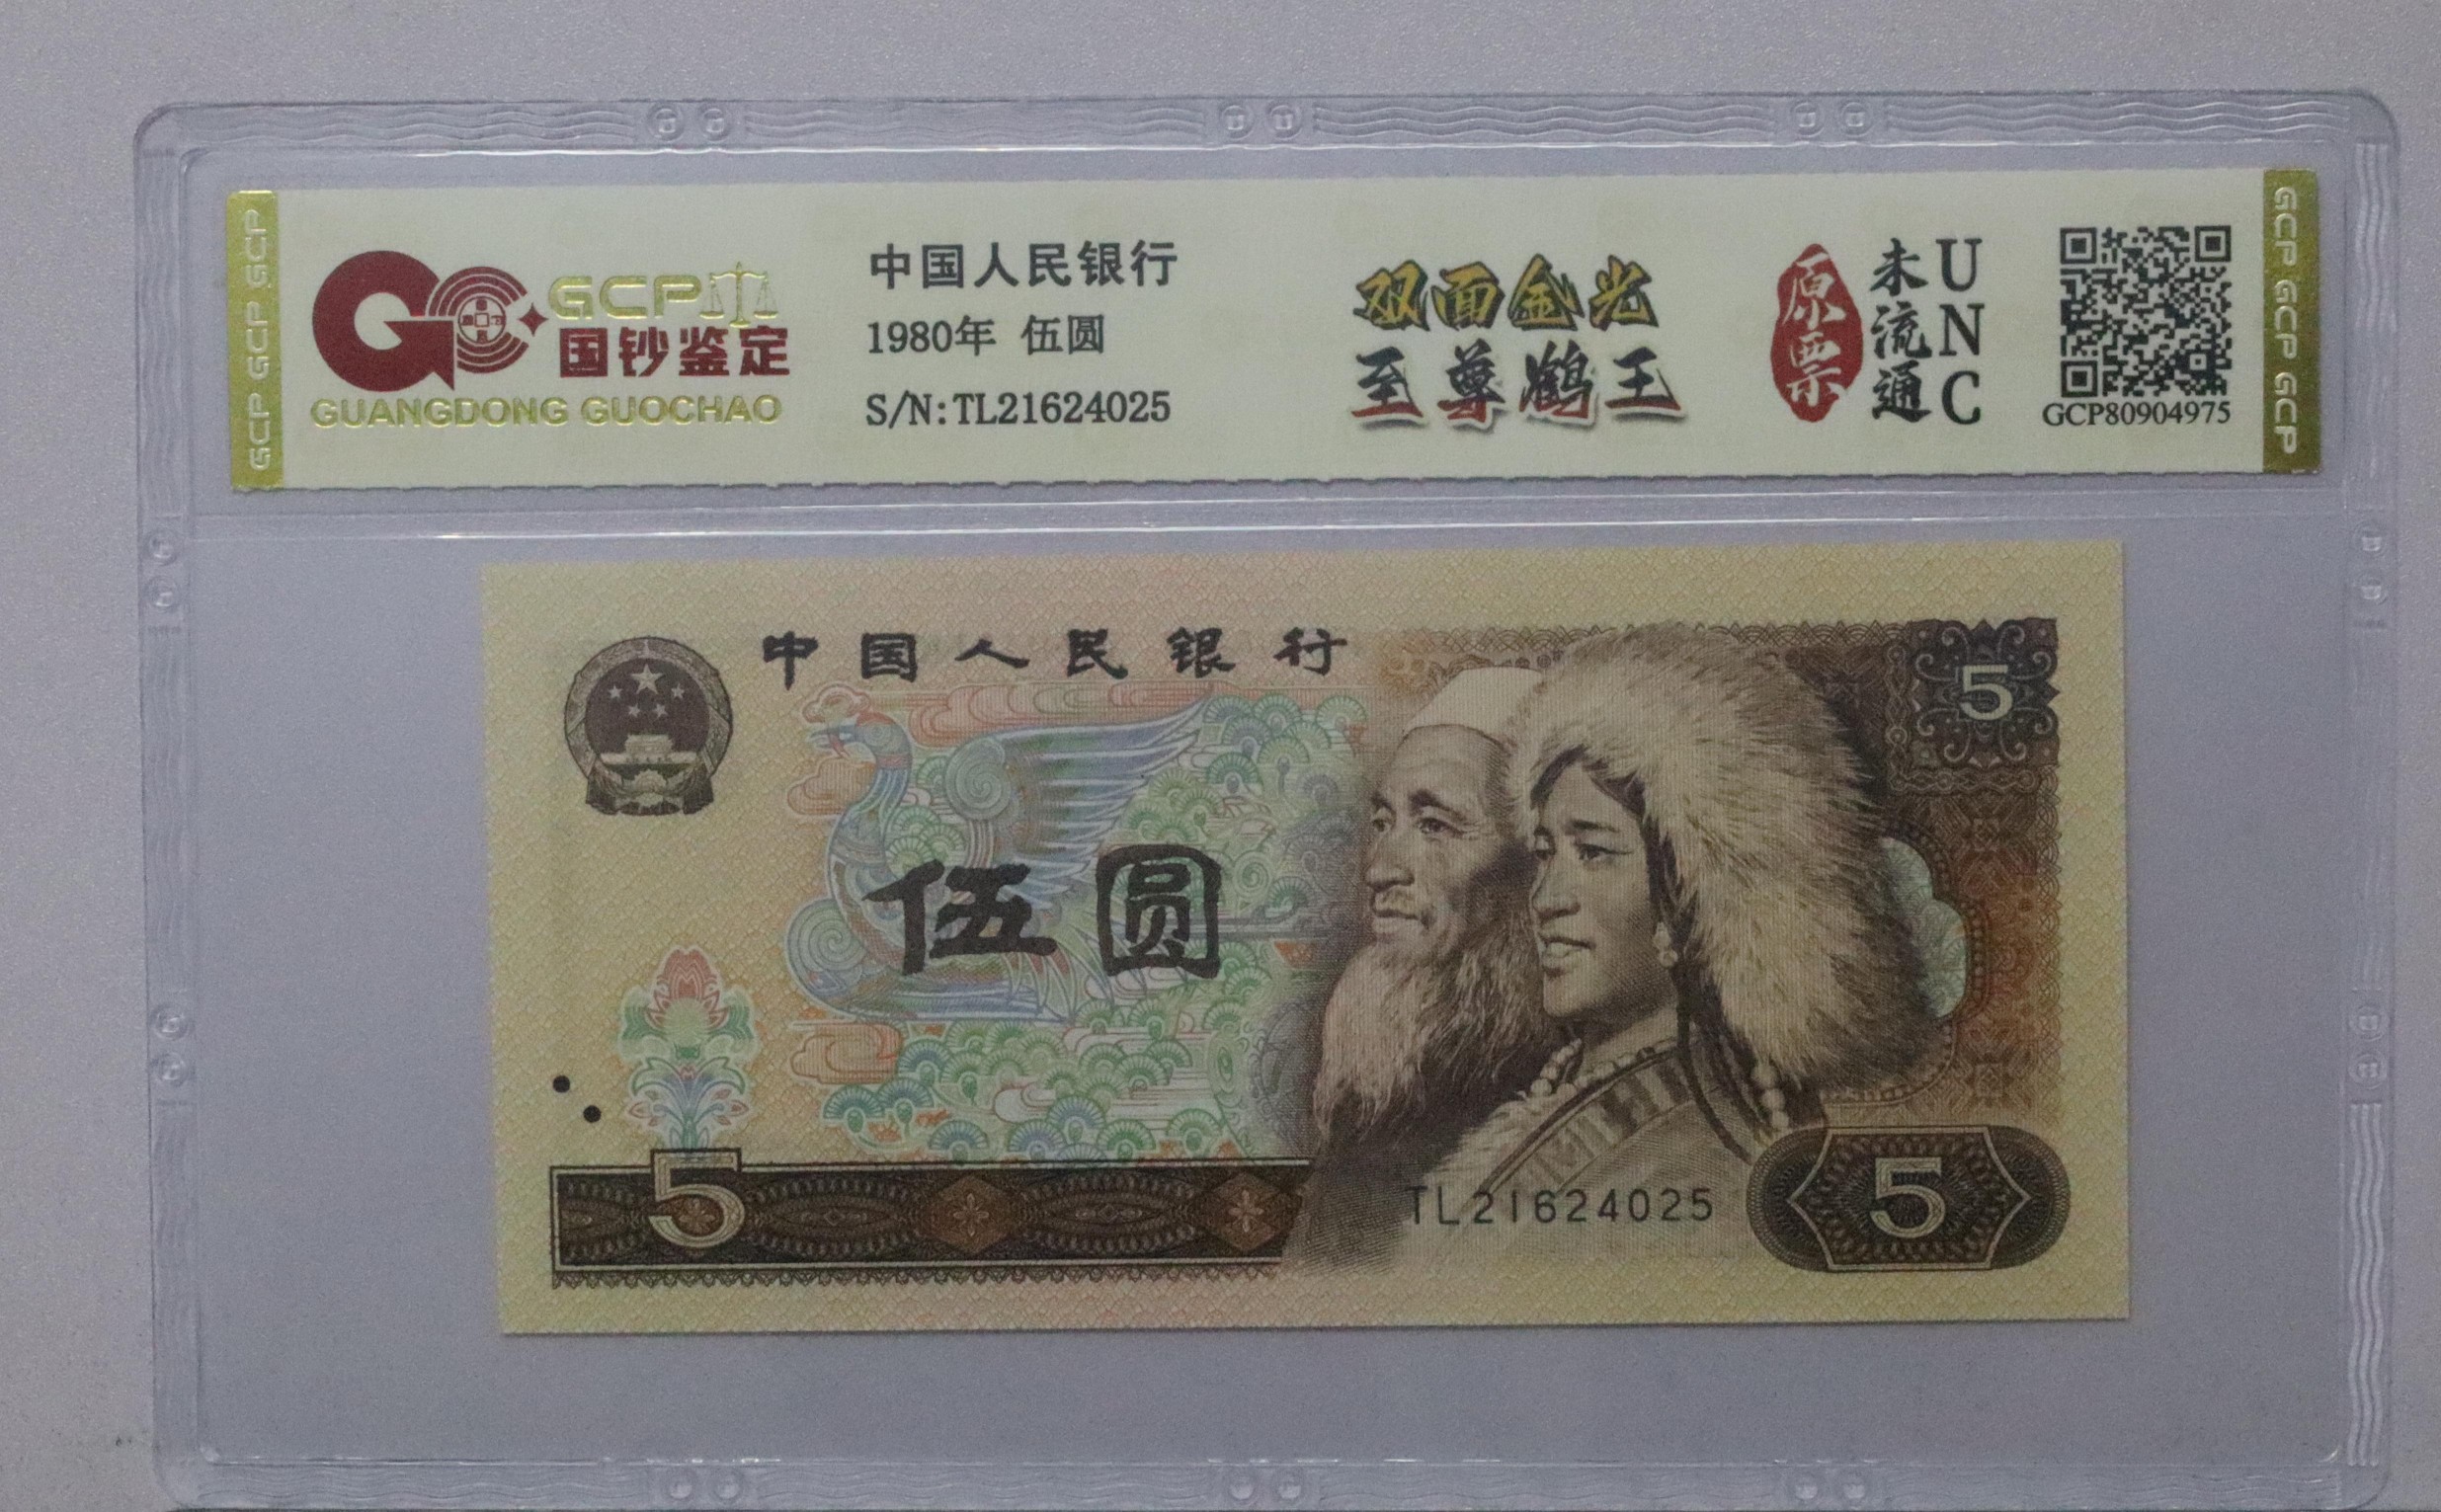 GCP GCP GCP
GCP
国钞鉴定
GUANGDONG GUOCHAO
中国人民银行
1980年 伍圆
S/N:TL21624025
双面金光
至尊鹤王
原票
未流通
UNC
GCP80904975
GCP GCP GCP
中国人民银行
5
伍圆
5
TL21624025
5